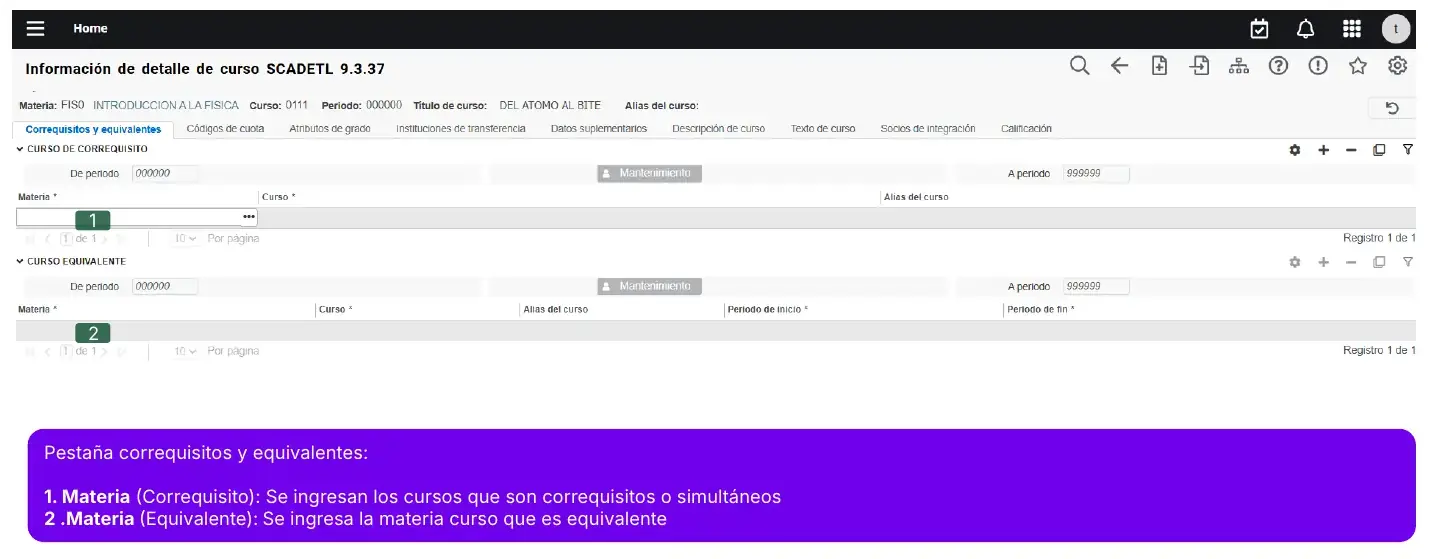 Home
t
Información de detalle de curso SCADETL 9.3.37
Materia: FIS0 INTRODUCCION A LA FISICA Curso: 0111 Periodo: 000000 Título de curso: DEL ATOMO AL BITE Alias del curso:
Correquisitos y equivalentes Códigos de cuota Atributos de grado Instituciones de transferencia Datos suplementarios Descripción de curso Texto de curso Socios de integración Calificación
CURSO DE CORREQUISITO
De periodo 000000 Mantenimiento A periodo 999999
Materia * Curso * Alias del curso
1 •••
1 de 1 10 Por página Registro 1 de 1
CURSO EQUIVALENTE
De periodo 000000 Mantenimiento A periodo 999999
Materia * Curso * Alias del curso Periodo de inicio * Periodo de fin *
2
1 de 1 10 Por página Registro 1 de 1
Pestaña correquisitos y equivalentes:
1. Materia (Correquisito): Se ingresan los cursos que son correquisitos o simultáneos
2 .Materia (Equivalente): Se ingresa la materia curso que es equivalente